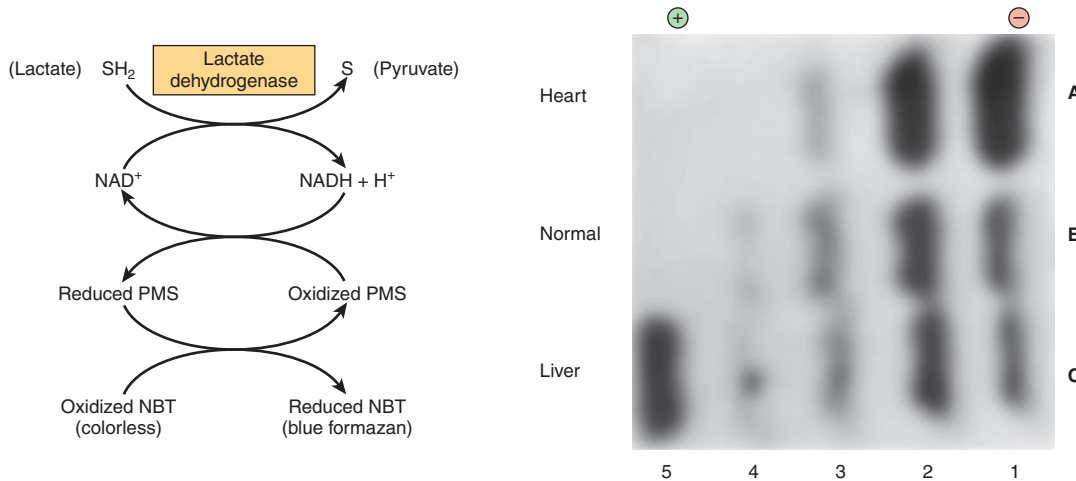 (Lactate) SH₂ Lactate dehydrogenase S (Pyruvate)
NAD⁺ NADH + H⁺
Reduced PMS Oxidized PMS
Oxidized NBT Reduced NBT
(colorless) (blue formazan)
+ −
Heart A
Normal B
Liver C
5 4 3 2 1